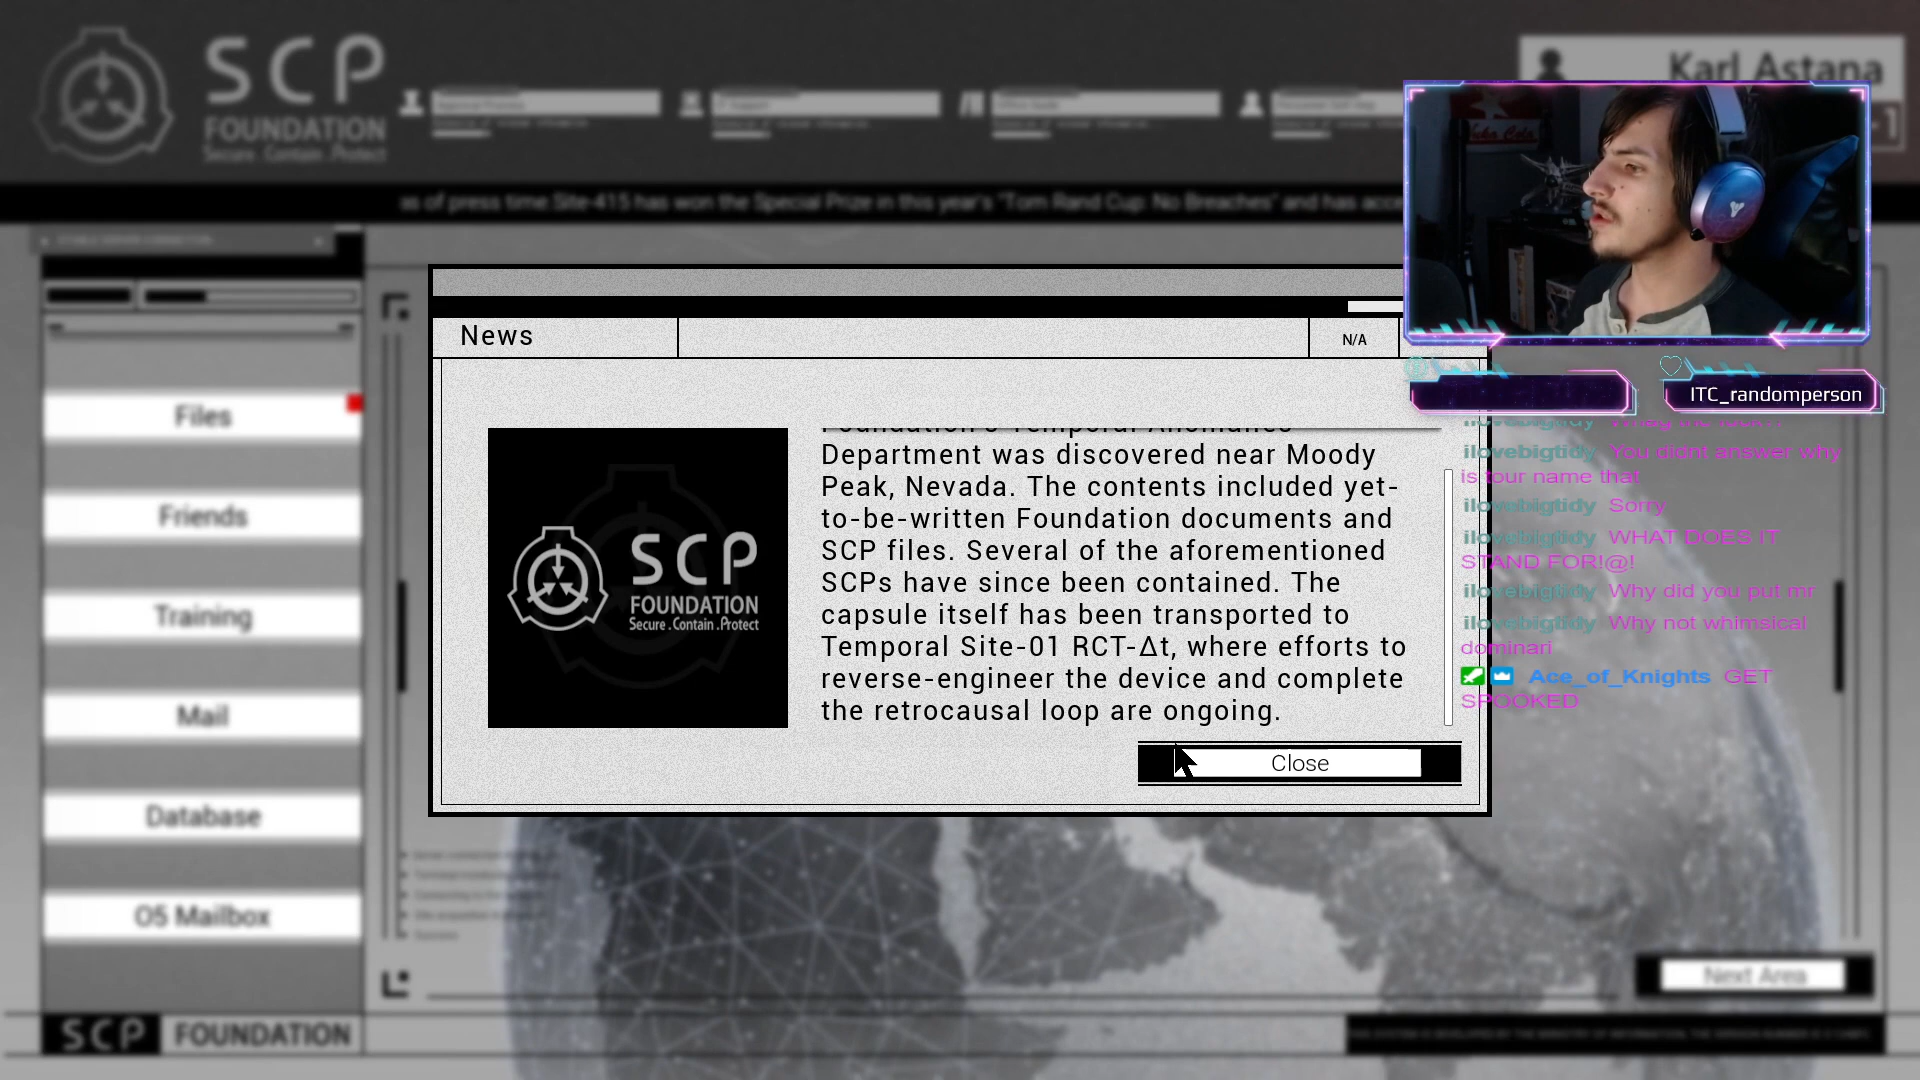 SCP
FOUNDATION
Secure . Contain . Protect
Karl Astana
as of press time.Site-415 has won the Special Prize in this year's "Tom Rand Cup: No Breaches" and has acce
News
N/A
Files
Friends
Training
Mail
Database
O5 Mailbox
SCP
FOUNDATION
Secure . Contain . Protect
Foundation's Temporal Anomalies
Department was discovered near Moody
Peak, Nevada. The contents included yet-
to-be-written Foundation documents and
SCP files. Several of the aforementioned
SCPs have since been contained. The
capsule itself has been transported to
Temporal Site-01 RCT-Δt, where efforts to
reverse-engineer the device and complete
the retrocausal loop are ongoing.
Close
ITC_randomperson
ilovebigtidy You didnt answer why
is tour name that
ilovebigtidy Sorry
ilovebigtidy WHAT DOES IT
STAND FOR!@!
ilovebigtidy Why did you put mr
ilovebigtidy Why not whimsical
dominari
Ace_of_Knights GET
SPOOKED
Next Area
SCP FOUNDATION